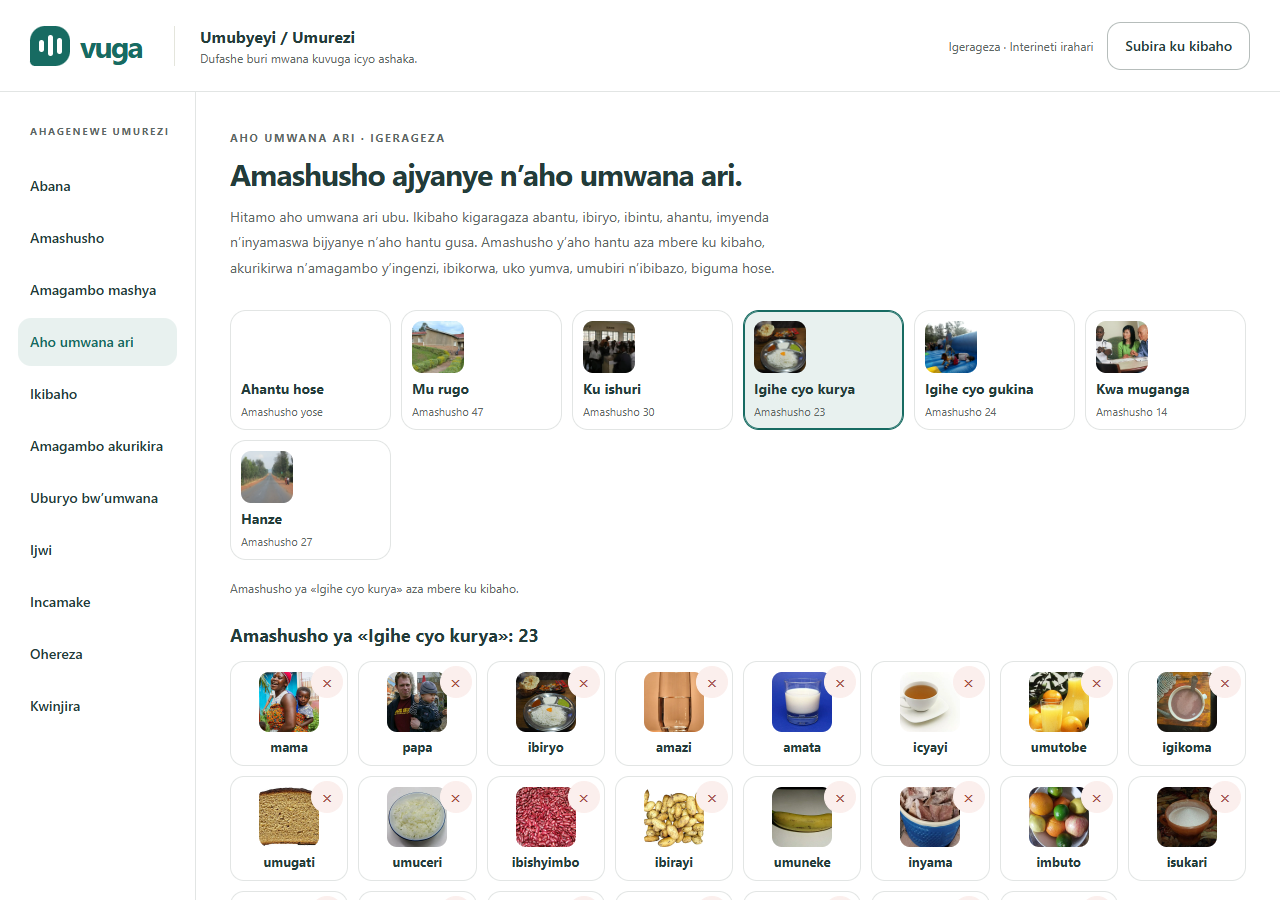 vuga
Umubyeyi / Umurezi
Dufashe buri mwana kuvuga icyo ashaka.
Igerageza · Interineti irahari
Subira ku kibaho
AHAGENEWE UMUREZI
Abana
Amashusho
Amagambo mashya
Aho umwana ari
Ikibaho
Amagambo akurikira
Uburyo bw’umwana
Ijwi
Incamake
Ohereza
Kwinjira
AHO UMWANA ARI · IGERAGEZA
Amashusho ajyanye n’aho umwana ari.
Hitamo aho umwana ari ubu. Ikibaho kigaragaza abantu, ibiryo, ibintu, ahantu, imyenda
n’inyamaswa bijyanye n’aho hantu gusa. Amashusho y’aho hantu aza mbere ku kibaho,
akurikirwa n’amagambo y’ingenzi, ibikorwa, uko yumva, umubiri n’ibibazo, biguma hose.
Ahantu hose
Amashusho yose
Mu rugo
Amashusho 47
Ku ishuri
Amashusho 30
Igihe cyo kurya
Amashusho 23
Igihe cyo gukina
Amashusho 24
Kwa muganga
Amashusho 14
Hanze
Amashusho 27
Amashusho ya «Igihe cyo kurya» aza mbere ku kibaho.
Amashusho ya «Igihe cyo kurya»: 23
mama
papa
ibiryo
amazi
amata
icyayi
umutobe
igikoma
umugati
umuceri
ibishyimbo
ibirayi
umuneke
inyama
imbuto
isukari